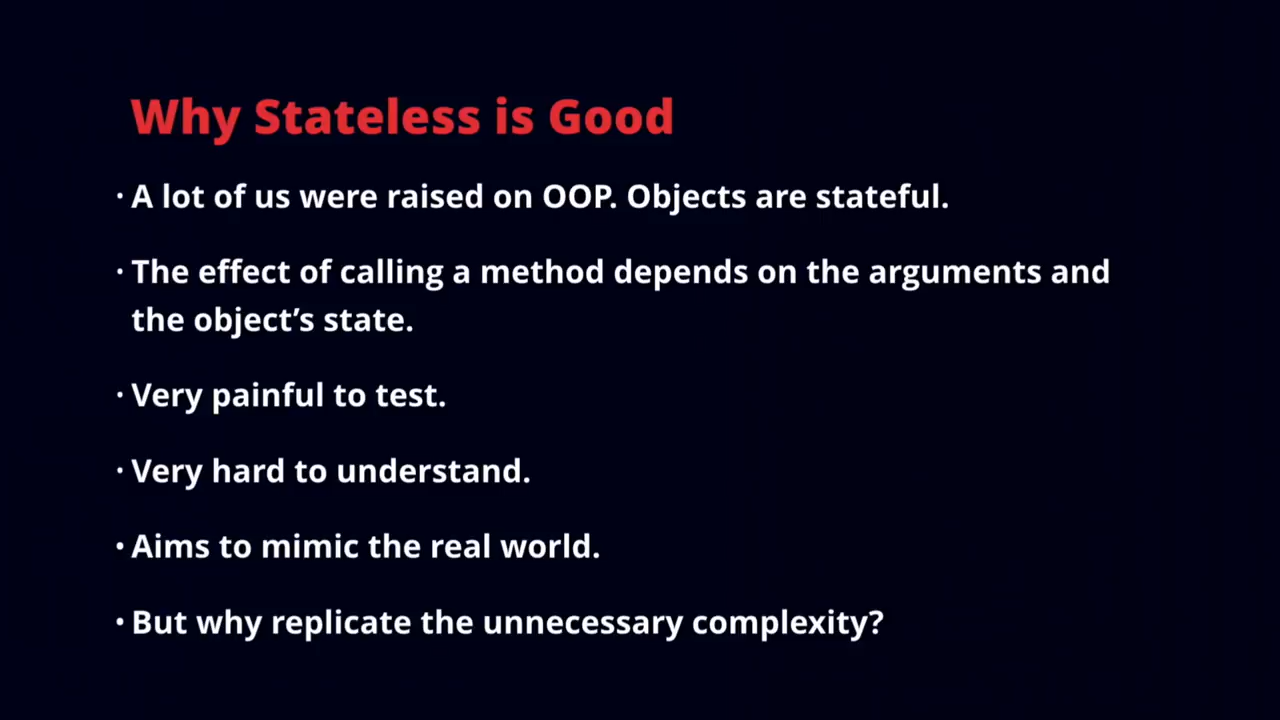 Why Stateless is Good
· A lot of us were raised on OOP. Objects are stateful.
· The effect of calling a method depends on the arguments and
the object’s state.
· Very painful to test.
· Very hard to understand.
· Aims to mimic the real world.
· But why replicate the unnecessary complexity?